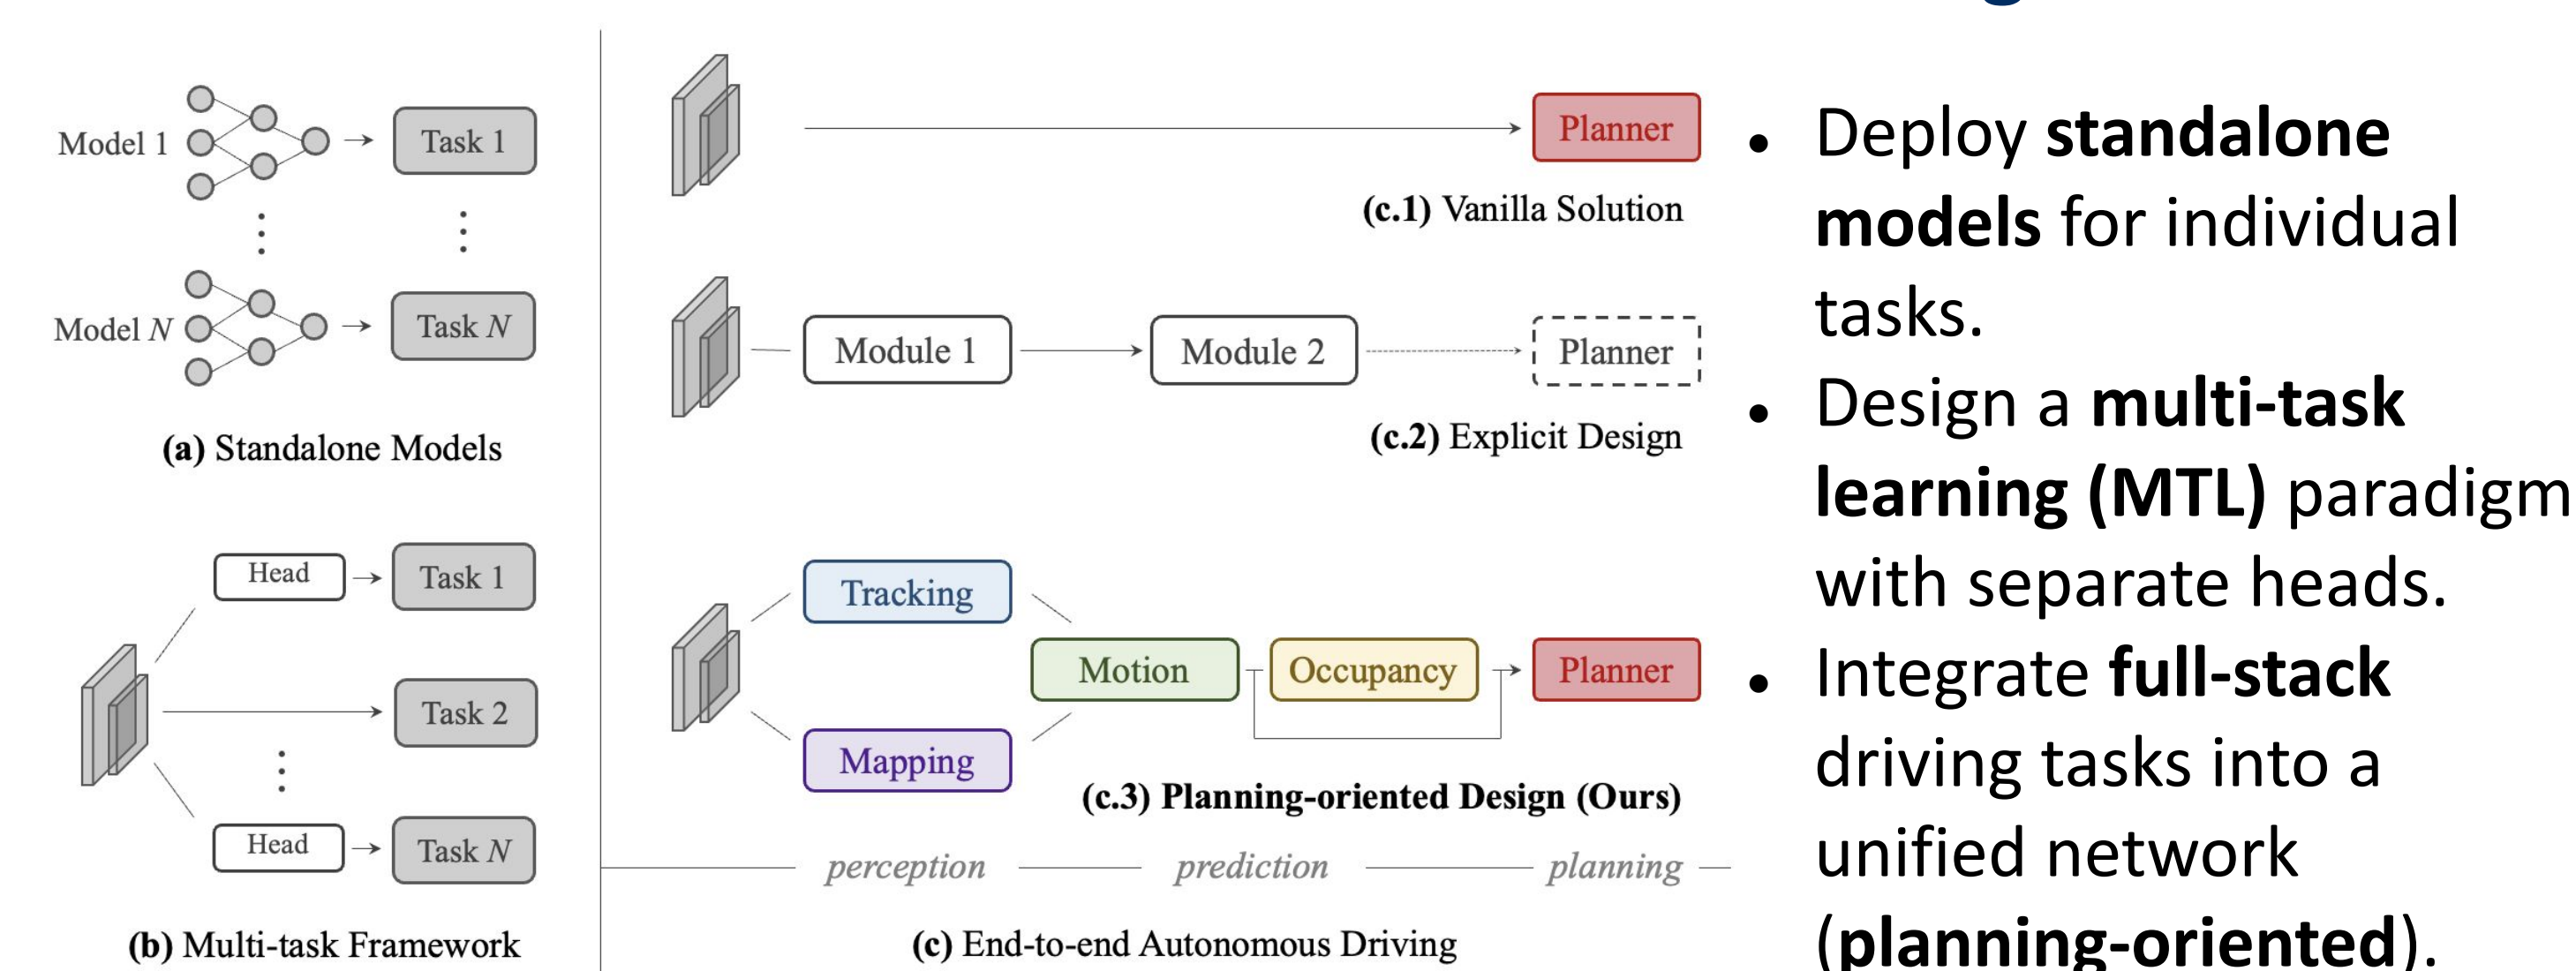 Model 1
Task 1
Model N
Task N
(a) Standalone Models
Head
Task 1
Task 2
Head
Task N
(b) Multi-task Framework
Planner
(c.1) Vanilla Solution
Module 1
Module 2
Planner
(c.2) Explicit Design
Tracking
Motion
Occupancy
Planner
Mapping
(c.3) Planning-oriented Design (Ours)
perception
prediction
planning
(c) End-to-end Autonomous Driving
• Deploy standalone
models for individual
tasks.
• Design a multi-task
learning (MTL) paradigm
with separate heads.
• Integrate full-stack
driving tasks into a
unified network
(planning-oriented).